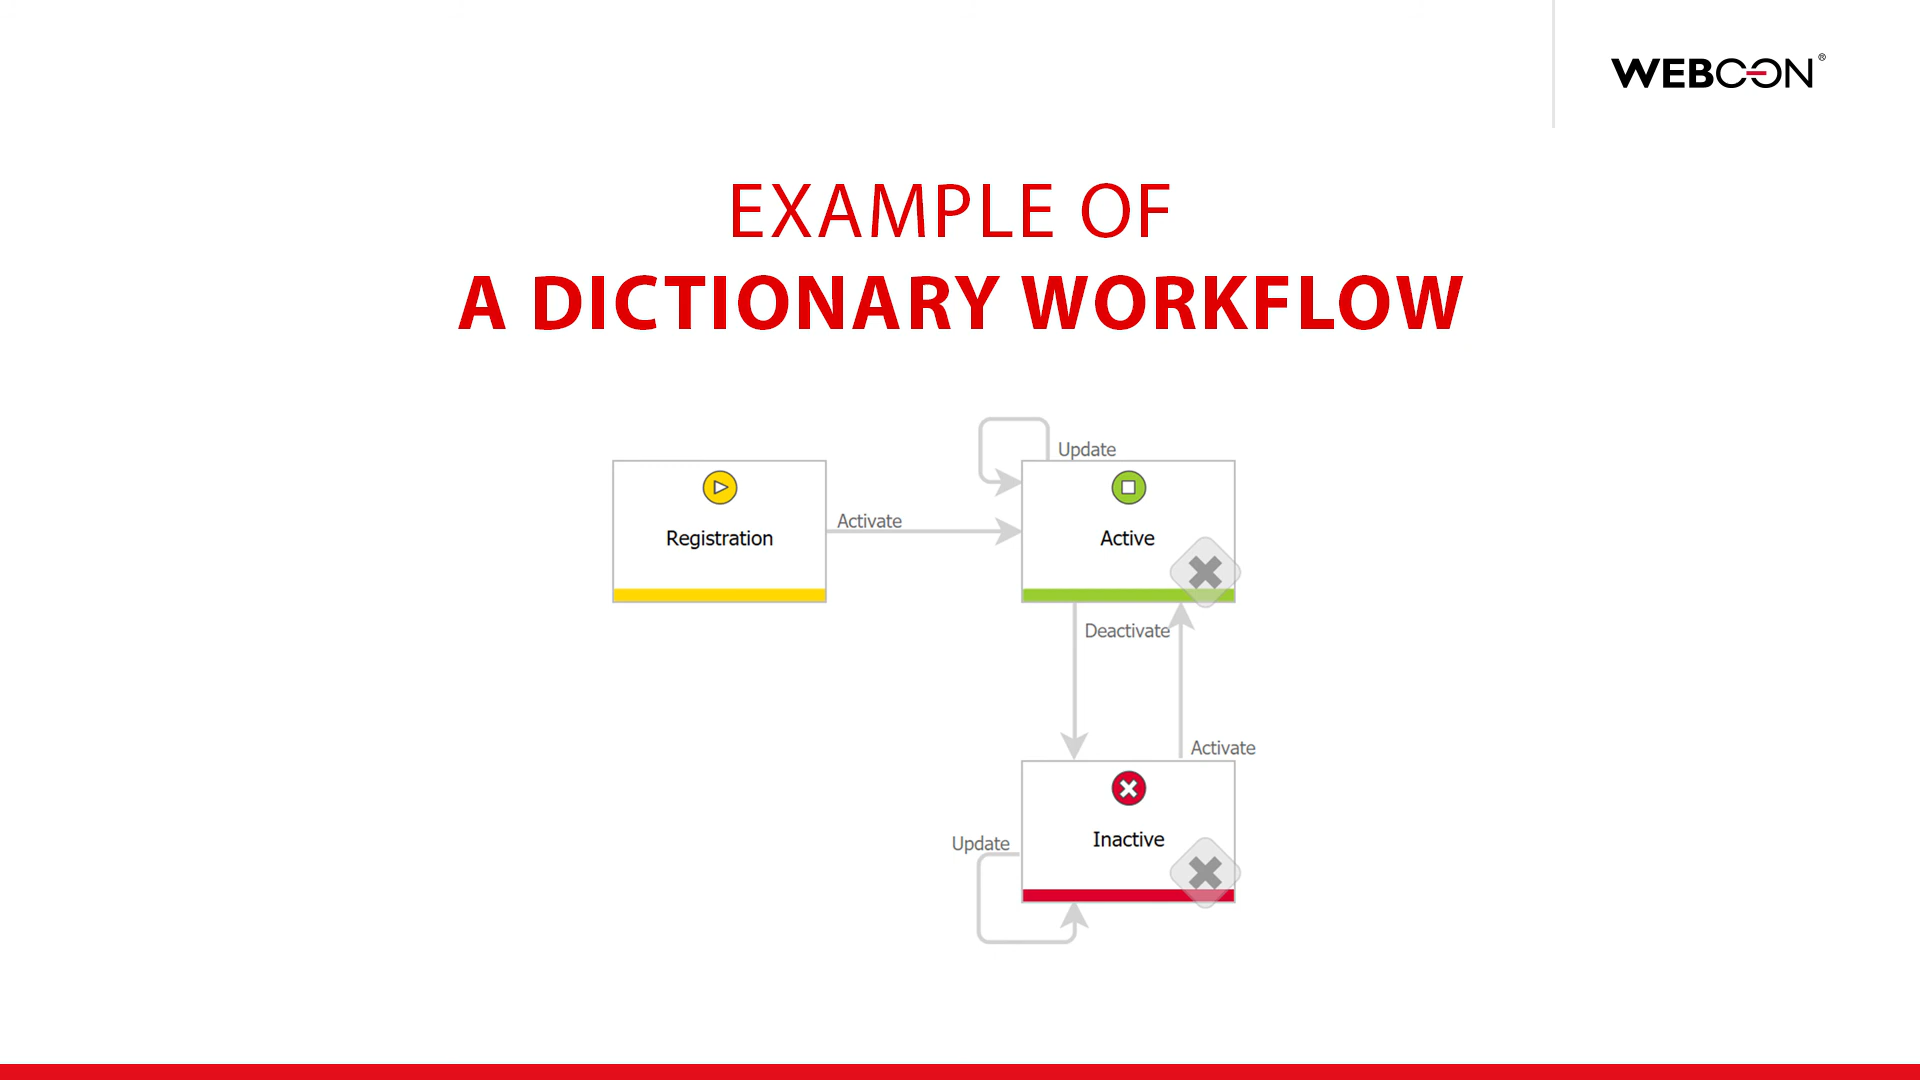 WEBCON®
EXAMPLE OF
A DICTIONARY WORKFLOW
Update
Activate
Registration
Active
Deactivate
Activate
Inactive
Update